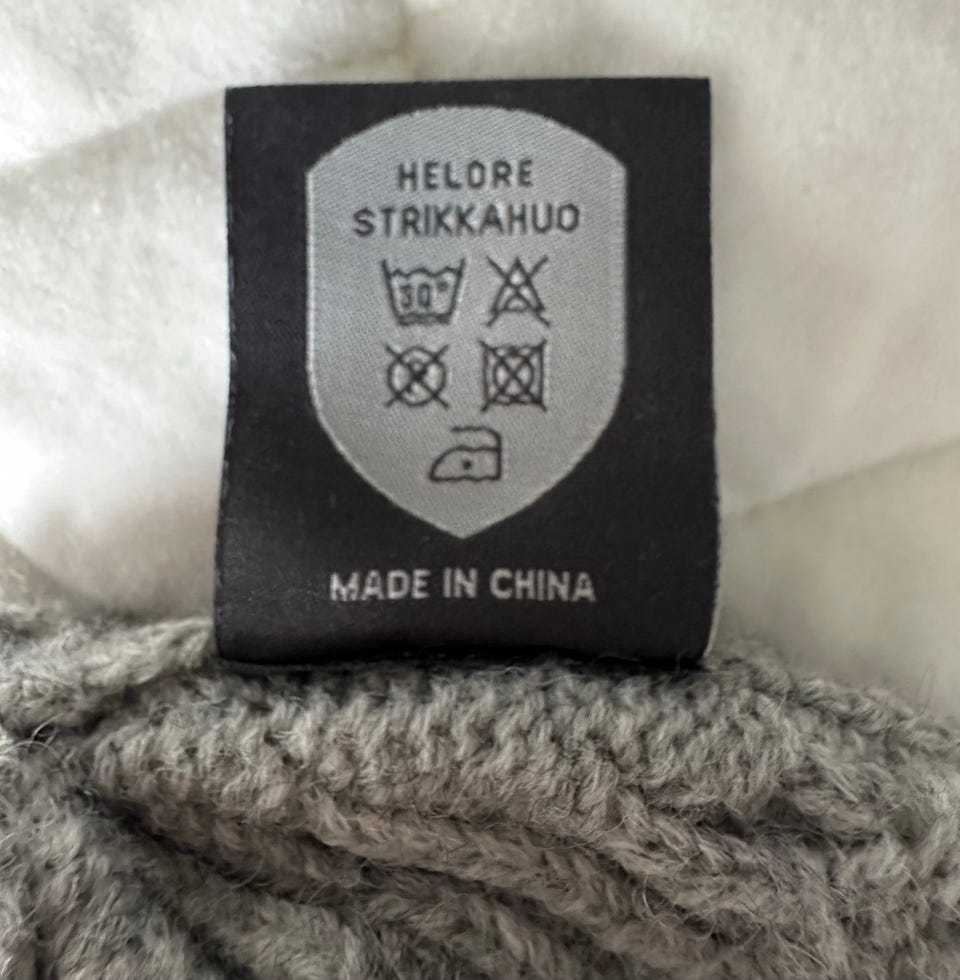 HELORE
STRIKKAHUO
30°
MADE IN CHINA